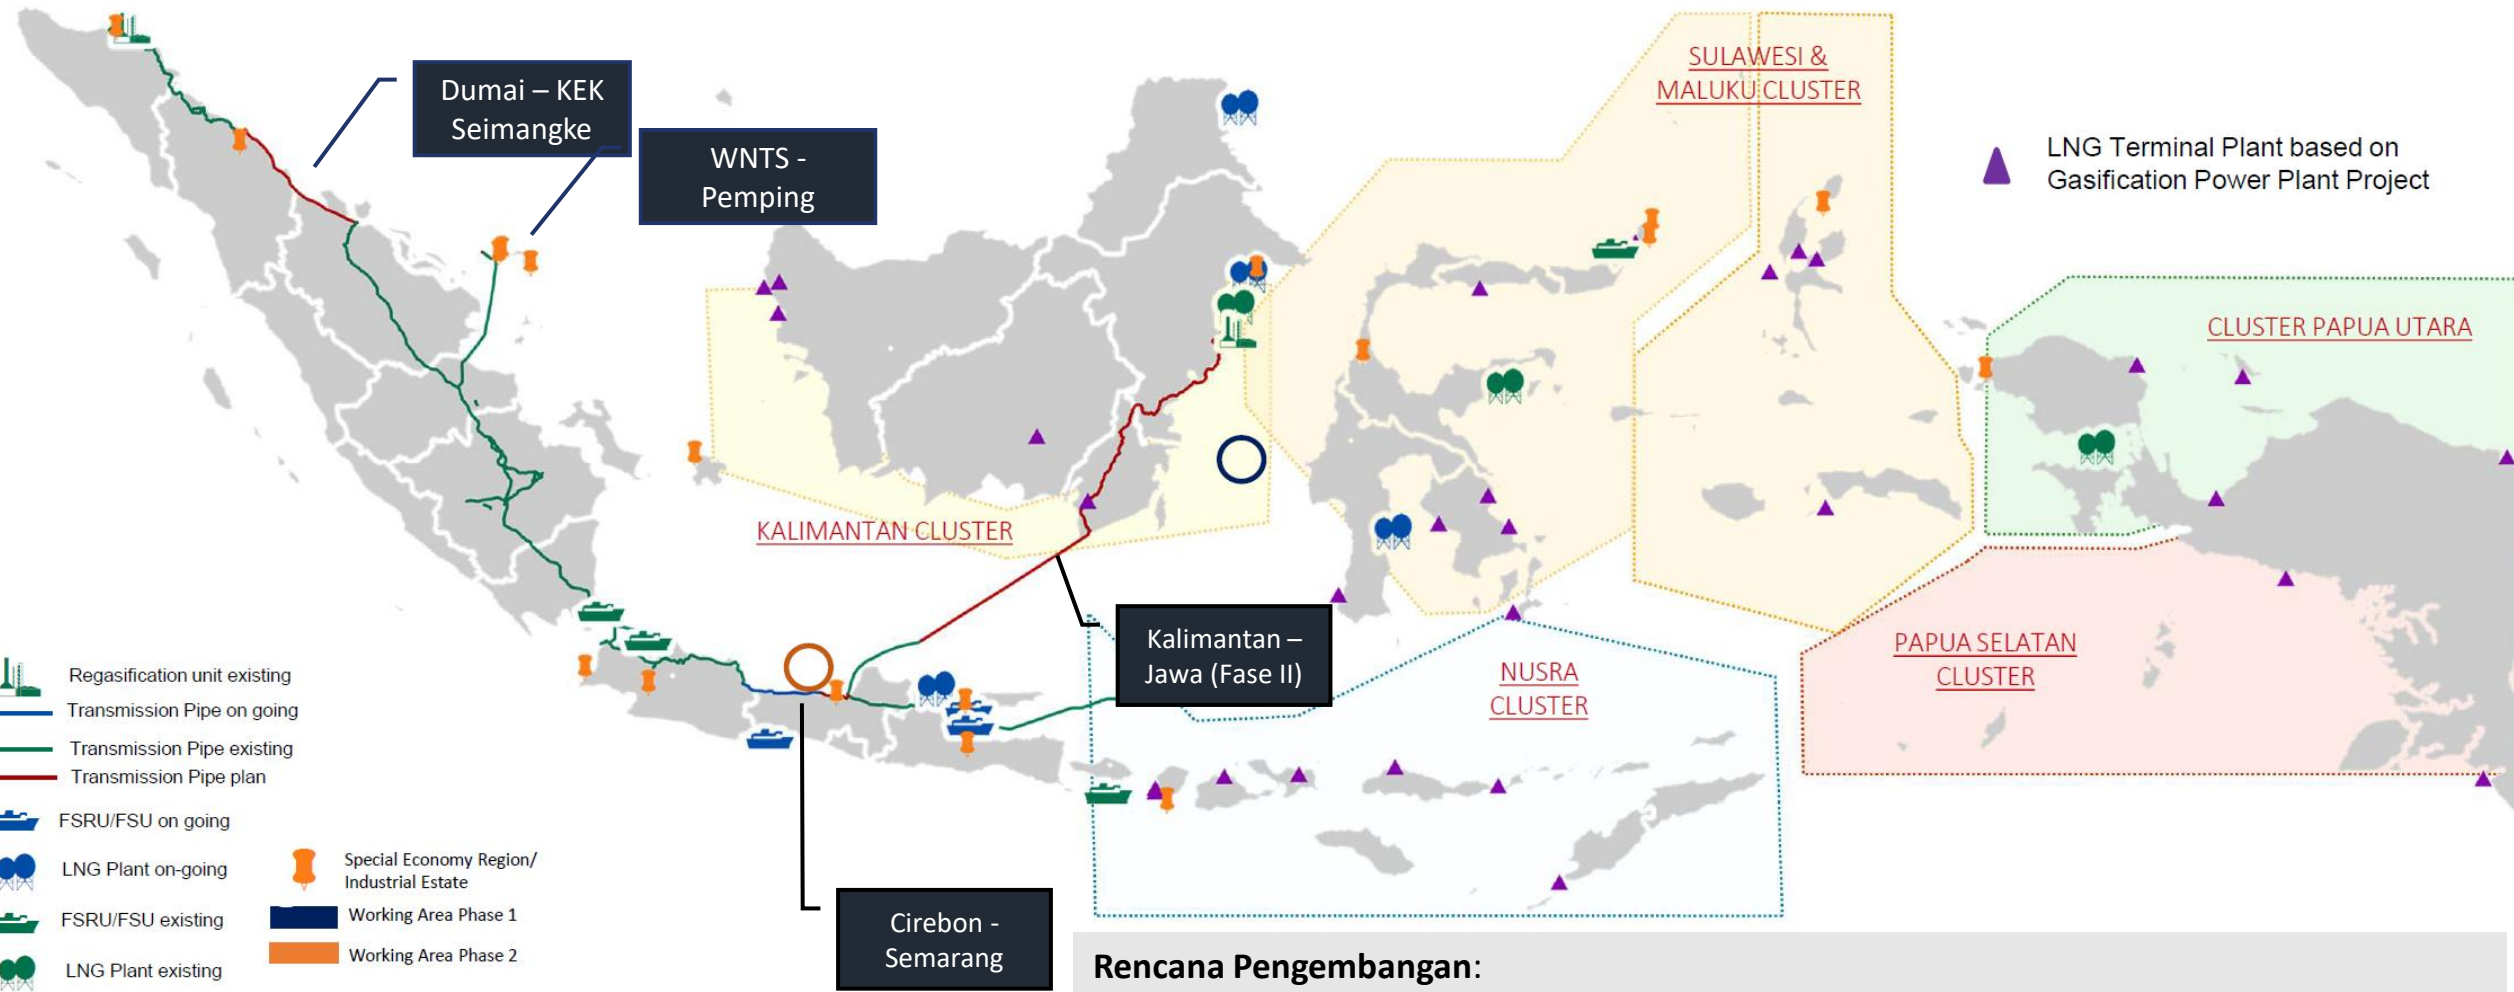 Dumai – KEK
Seimangke
WNTS -
Pemping
SULAWESI &
MALUKU CLUSTER
LNG Terminal Plant based on
Gasification Power Plant Project
CLUSTER PAPUA UTARA
KALIMANTAN CLUSTER
Kalimantan –
Jawa (Fase II)
NUSRA
CLUSTER
PAPUA SELATAN
CLUSTER
Regasification unit existing
Transmission Pipe on going
Transmission Pipe existing
Transmission Pipe plan
FSRU/FSU on going
LNG Plant on-going
FSRU/FSU existing
LNG Plant existing
Special Economy Region/
Industrial Estate
Working Area Phase 1
Working Area Phase 2
Cirebon -
Semarang
Rencana Pengembangan: